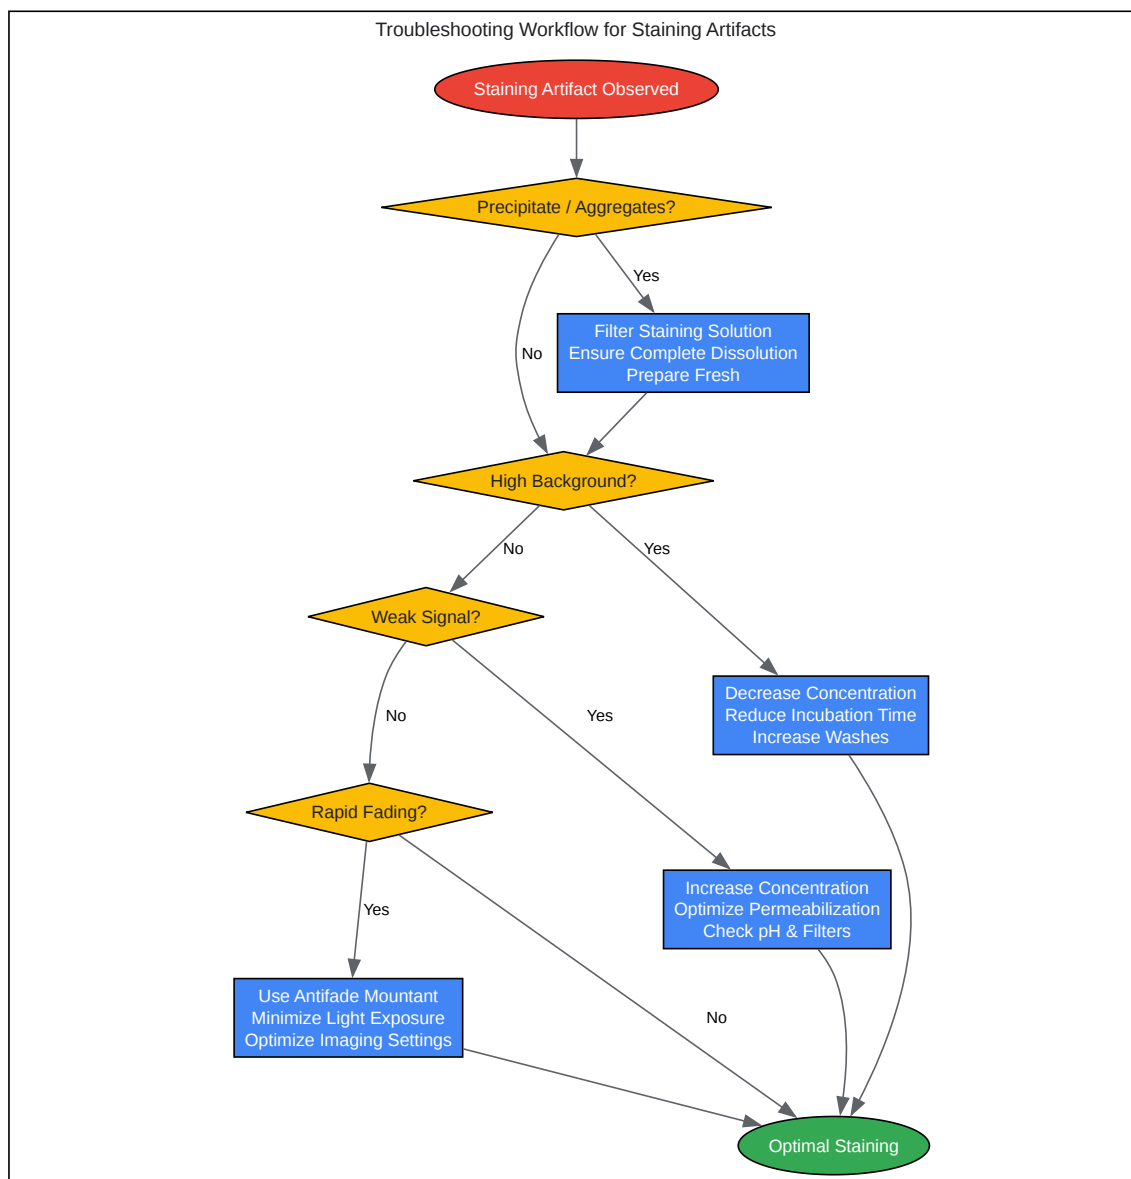 Troubleshooting Workflow for Staining Artifacts
Staining Artifact Observed
Precipitate / Aggregates?
Yes
Filter Staining Solution
Ensure Complete Dissolution
Prepare Fresh
No
High Background?
No
Yes
Weak Signal?
Decrease Concentration
Reduce Incubation Time
Increase Washes
No
Yes
Rapid Fading?
Increase Concentration
Optimize Permeabilization
Check pH & Filters
Yes
Use Antifade Mountant
Minimize Light Exposure
Optimize Imaging Settings
No
Optimal Staining